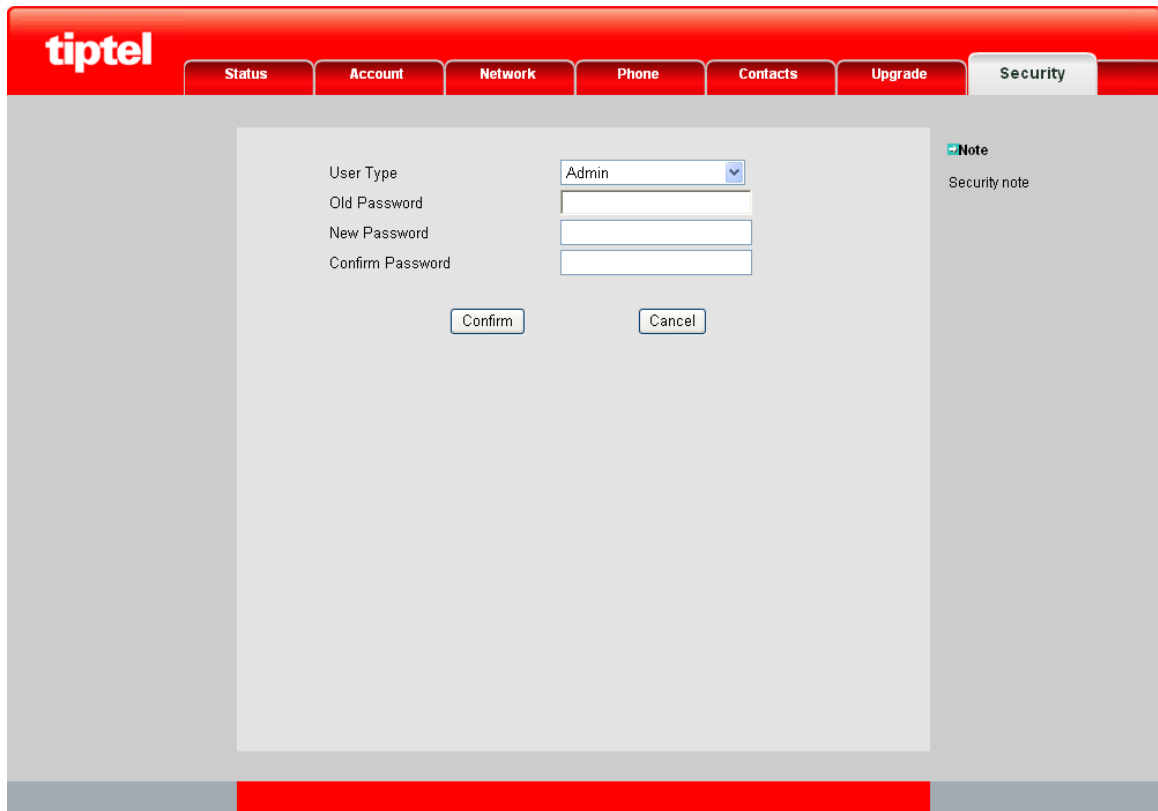 tiptel
Status Account Network Phone Contacts Upgrade Security
Note
Security note
User Type Admin
Old Password
New Password
Confirm Password
Confirm Cancel